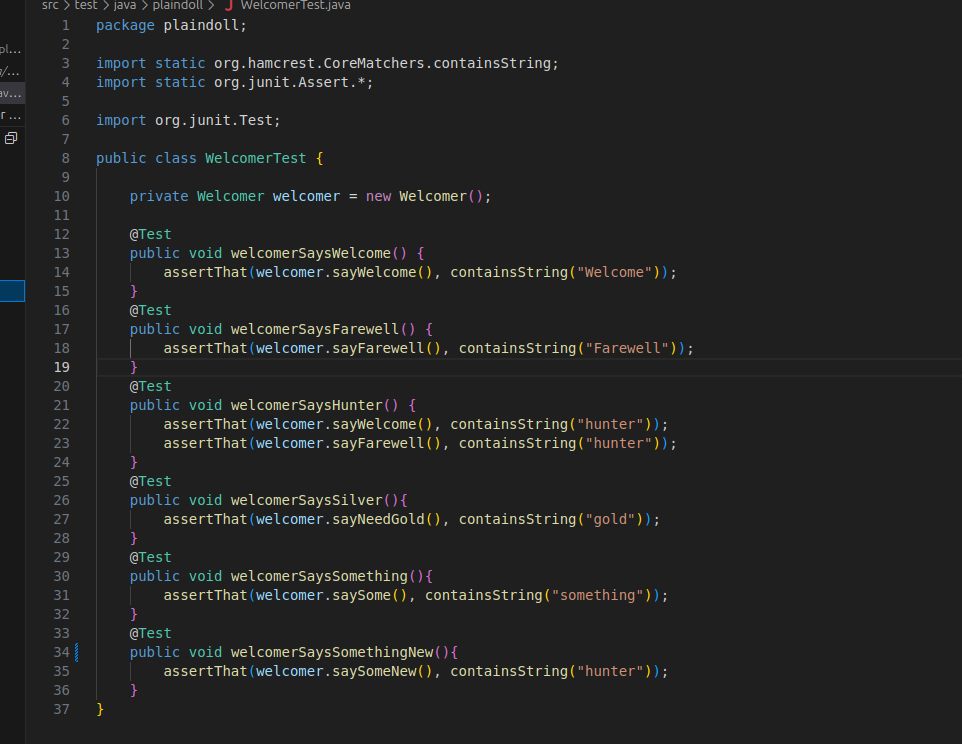 src > test > java > plaindoll > J WelcomerTest.java
pl...
/...
av...
r ...
1 package plaindoll;
2
3 import static org.hamcrest.CoreMatchers.containsString;
4 import static org.junit.Assert.*;
5
6 import org.junit.Test;
7
8 public class WelcomerTest {
9
10     private Welcomer welcomer = new Welcomer();
11
12     @Test
13     public void welcomerSaysWelcome() {
14         assertThat(welcomer.sayWelcome(), containsString("Welcome"));
15     }
16     @Test
17     public void welcomerSaysFarewell() {
18         assertThat(welcomer.sayFarewell(), containsString("Farewell"));
19     }
20     @Test
21     public void welcomerSaysHunter() {
22         assertThat(welcomer.sayWelcome(), containsString("hunter"));
23         assertThat(welcomer.sayFarewell(), containsString("hunter"));
24     }
25     @Test
26     public void welcomerSaysSilver(){
27         assertThat(welcomer.sayNeedGold(), containsString("gold"));
28     }
29     @Test
30     public void welcomerSaysSomething(){
31         assertThat(welcomer.saySome(), containsString("something"));
32     }
33     @Test
34     public void welcomerSaysSomethingNew(){
35         assertThat(welcomer.saySomeNew(), containsString("hunter"));
36     }
37 }